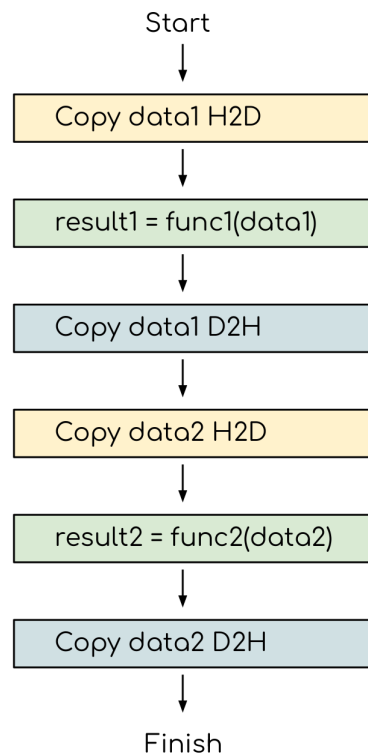 Start
Copy data1 H2D
result1 = func1(data1)
Copy data1 D2H
Copy data2 H2D
result2 = func2(data2)
Copy data2 D2H
Finish